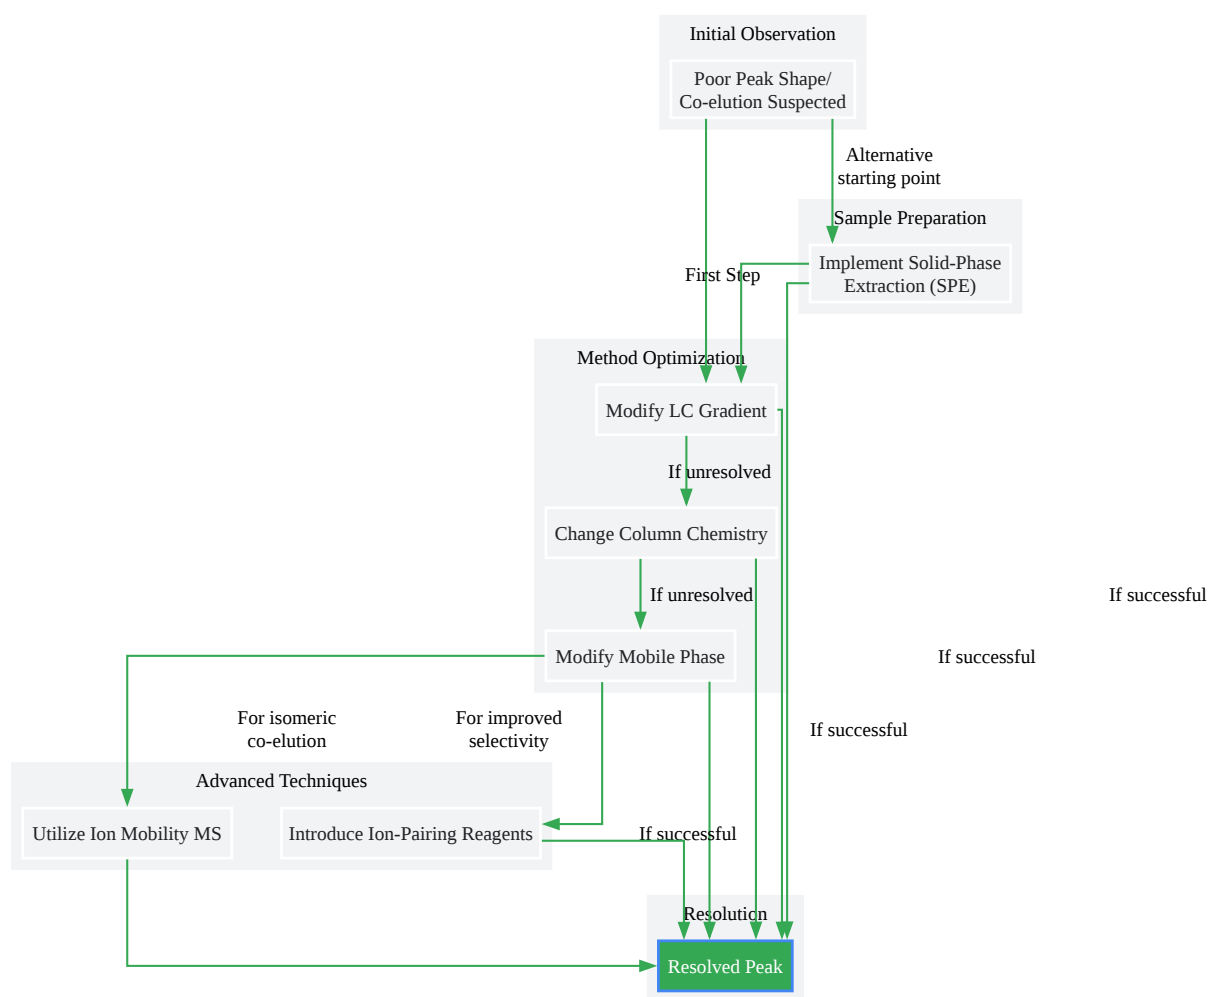 Initial Observation
Poor Peak Shape/
Co-elution Suspected
Alternative
starting point
Sample Preparation
Implement Solid-Phase
Extraction (SPE)
First Step
Method Optimization
Modify LC Gradient
If unresolved
Change Column Chemistry
If unresolved
If successful
Modify Mobile Phase
If successful
For isomeric
co-elution
For improved
selectivity
If successful
Advanced Techniques
Utilize Ion Mobility MS
Introduce Ion-Pairing Reagents
If successful
Resolution
Resolved Peak